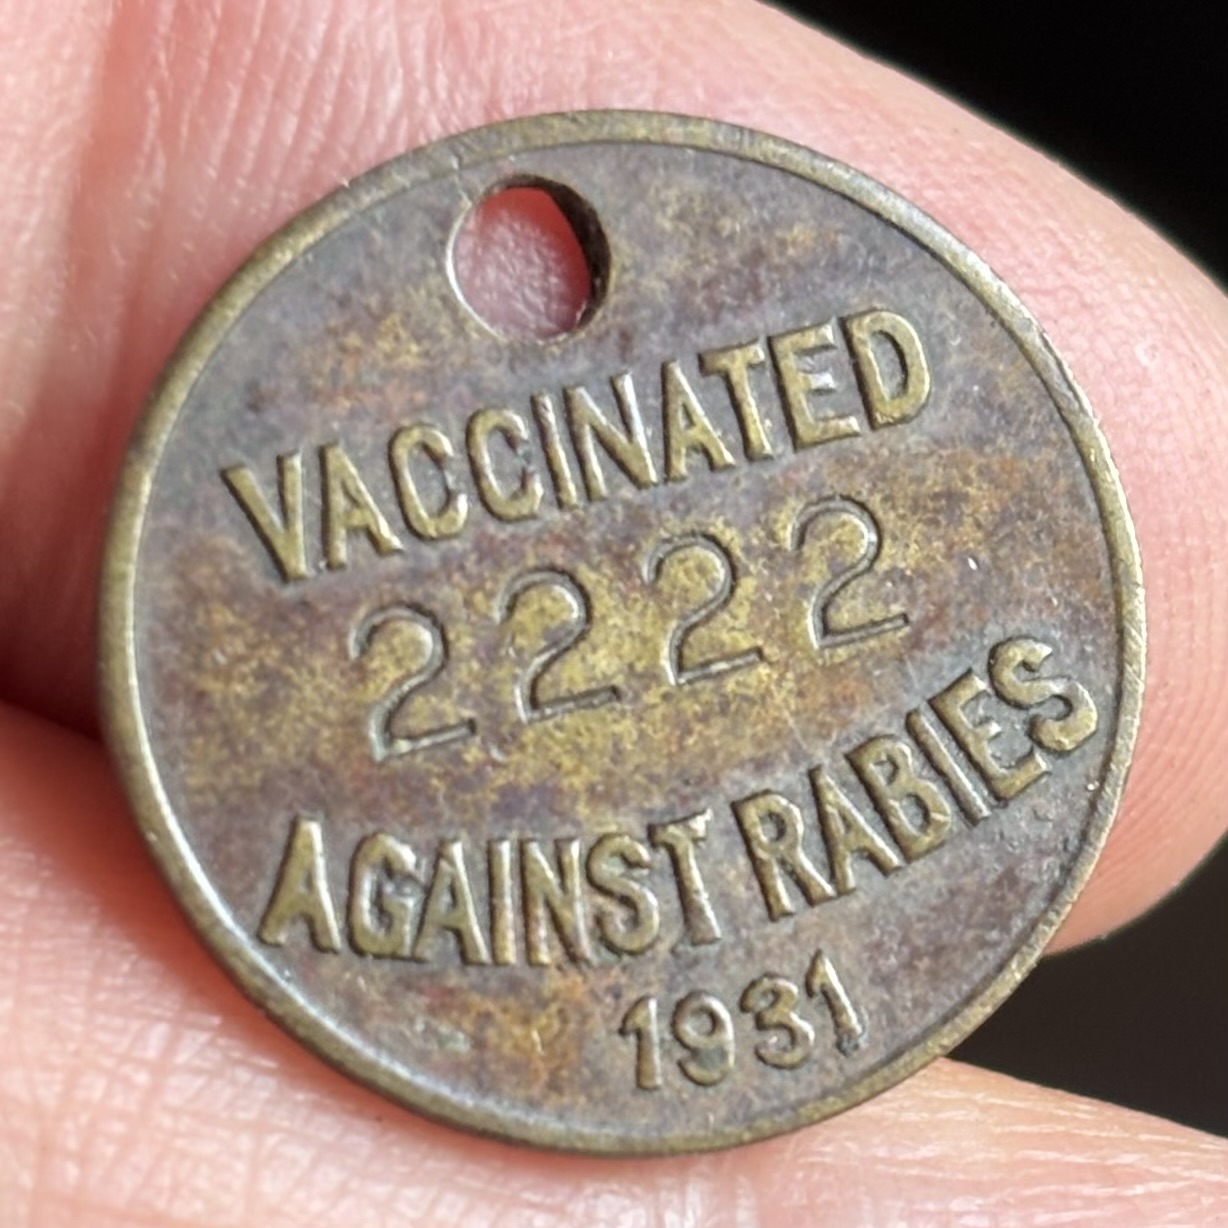 VACCINATED
2222
AGAINST RABIES
1931